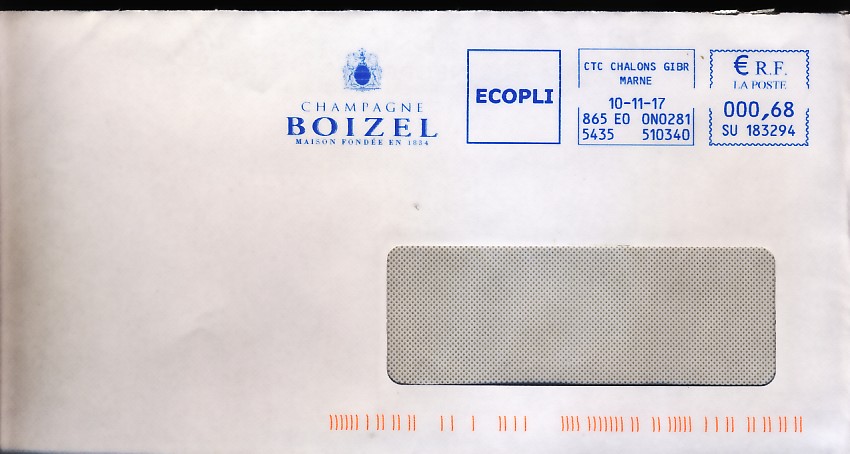 CHAMPAGNE
BOIZEL
MAISON FONDÉE EN 1834
ECOPLI
CTC CHALONS GIBR
MARNE
10-11-17
865 EO 0N0281
5435 510340
€ R.F.
LA POSTE
000,68
SU 183294